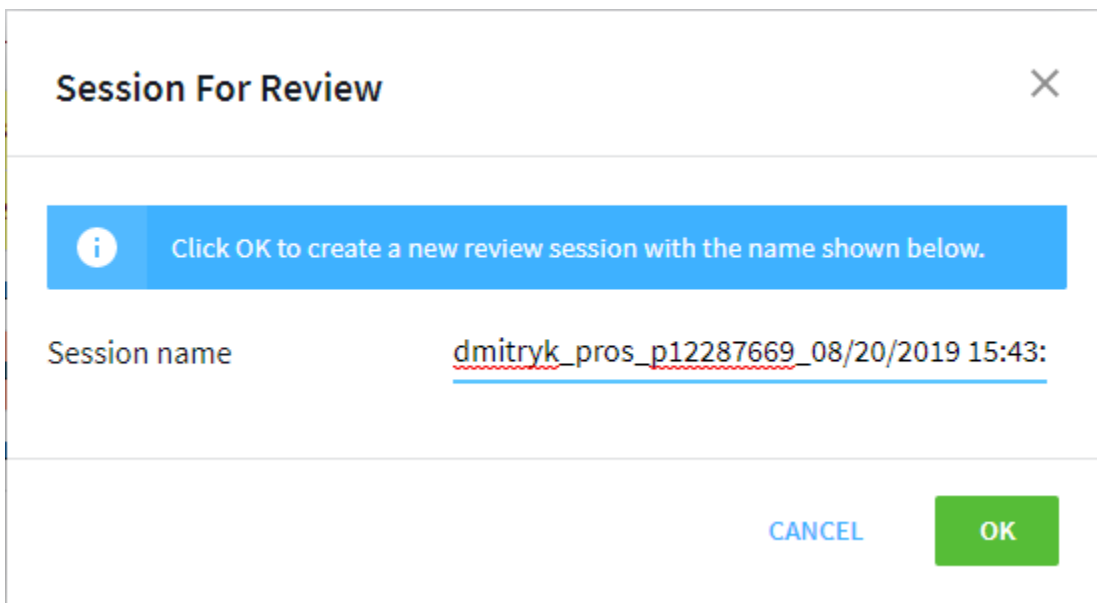 Session For Review
Click OK to create a new review session with the name shown below.
Session name
dmitryk_pros_p12287669_08/20/2019 15:43:
CANCEL
OK